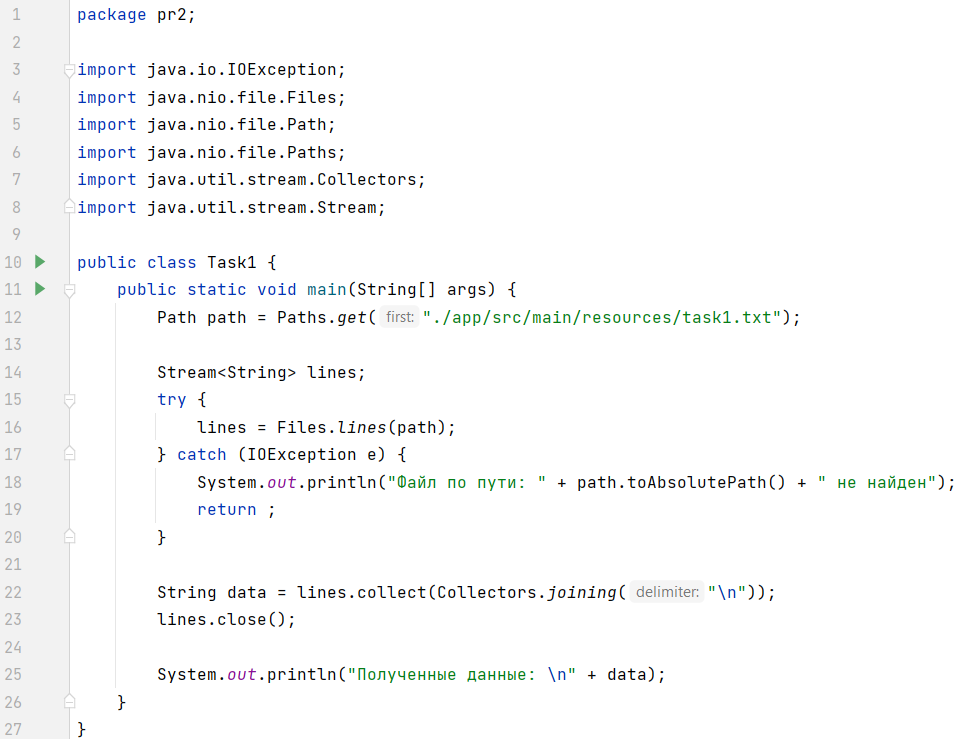 1 package pr2;
2
3 import java.io.IOException;
4 import java.nio.file.Files;
5 import java.nio.file.Path;
6 import java.nio.file.Paths;
7 import java.util.stream.Collectors;
8 import java.util.stream.Stream;
9
10 public class Task1 {
11     public static void main(String[] args) {
12         Path path = Paths.get( first: "./app/src/main/resources/task1.txt");
13
14         Stream<String> lines;
15         try {
16             lines = Files.lines(path);
17         } catch (IOException e) {
18             System.out.println("Файл по пути: " + path.toAbsolutePath() + " не найден");
19             return ;
20         }
21
22         String data = lines.collect(Collectors.joining( delimiter: "\n"));
23         lines.close();
24
25         System.out.println("Полученные данные: \n" + data);
26     }
27 }